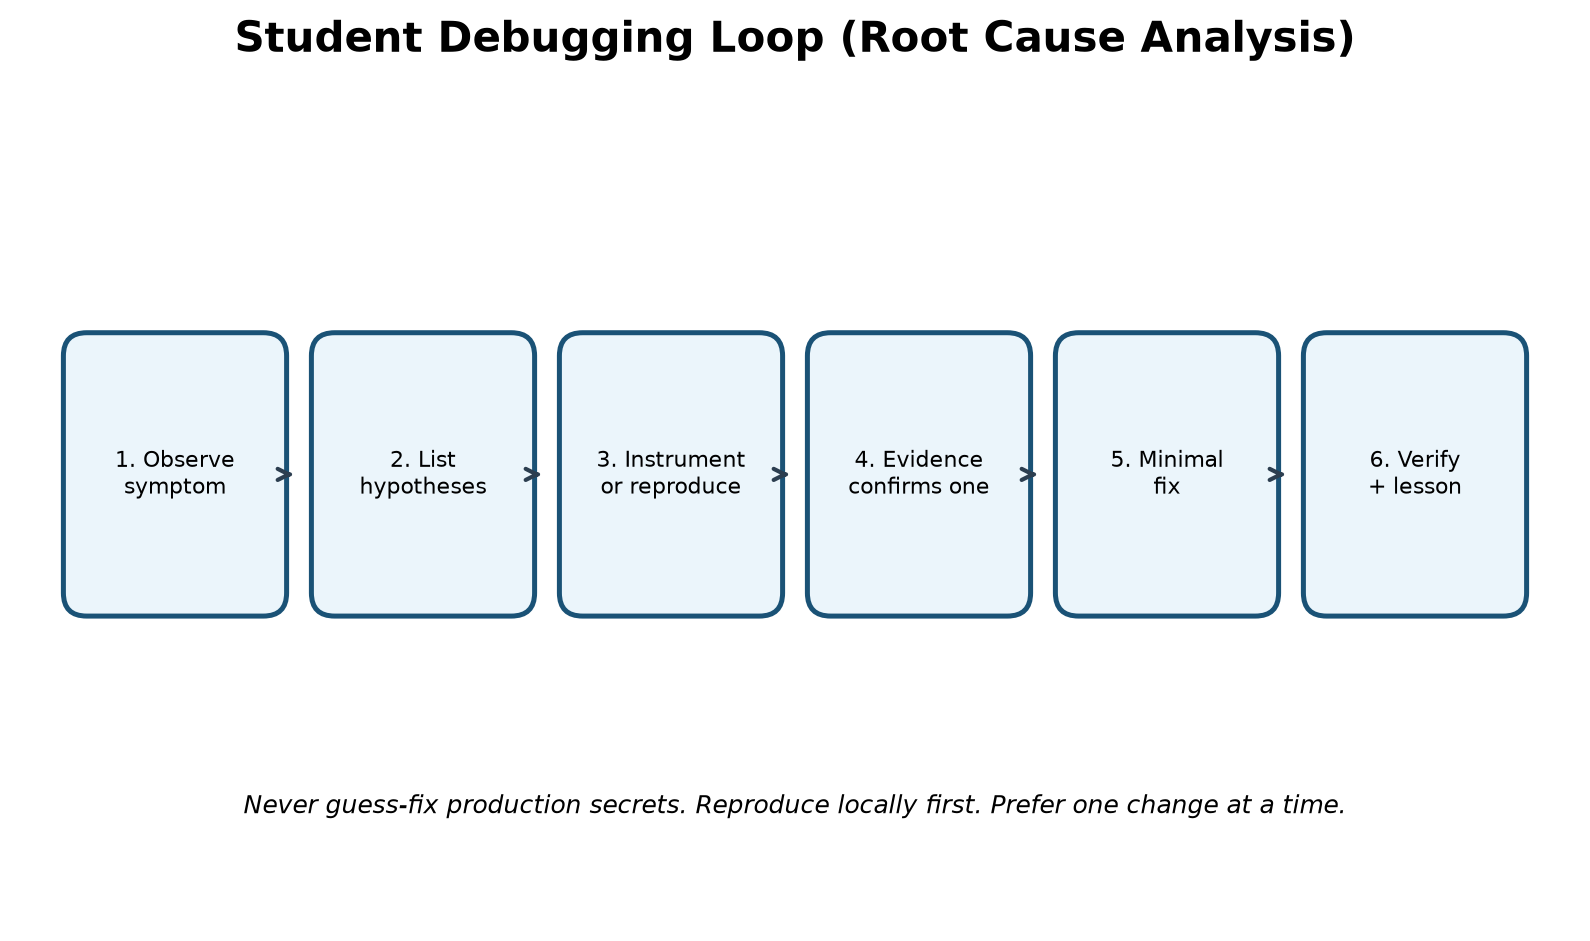 Student Debugging Loop (Root Cause Analysis)
1. Observe
symptom
2. List
hypotheses
3. Instrument
or reproduce
4. Evidence
confirms one
5. Minimal
fix
6. Verify
+ lesson
Never guess-fix production secrets. Reproduce locally first. Prefer one change at a time.